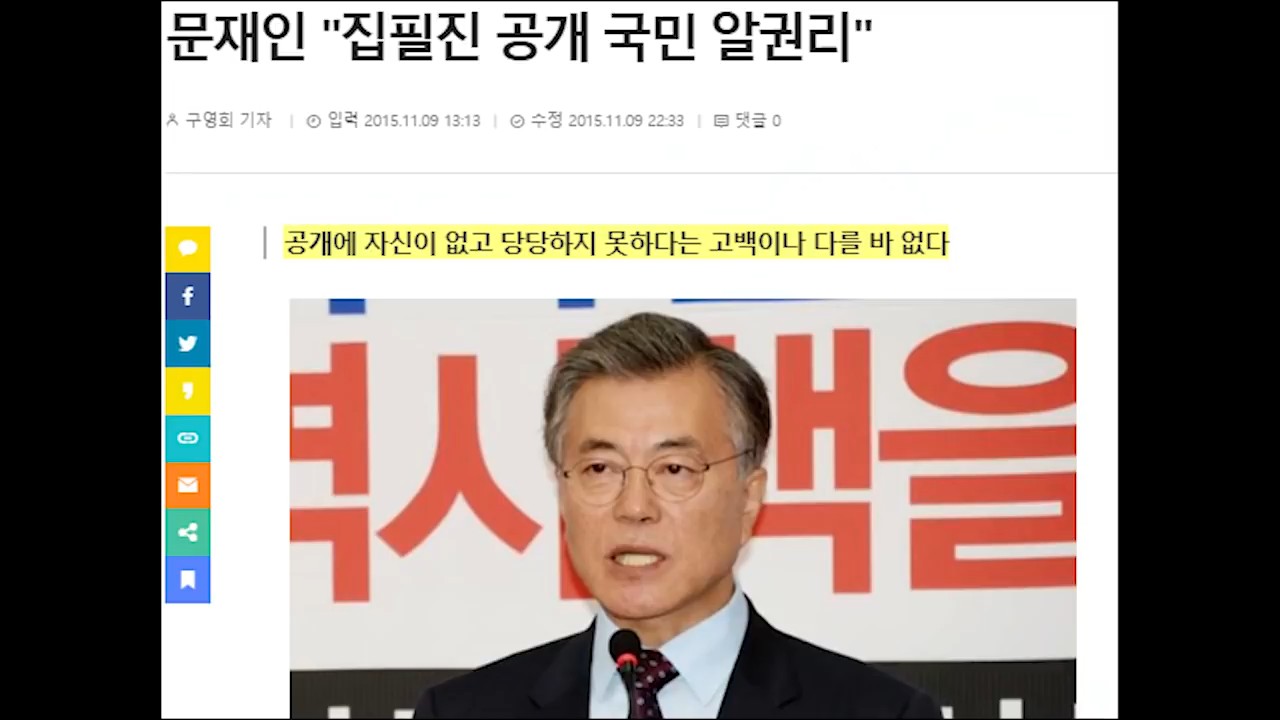 문재인 "집필진 공개 국민 알권리"
구영회 기자 | 입력 2015.11.09 13:13 | 수정 2015.11.09 22:33 | 댓글 0
공개에 자신이 없고 당당하지 못하다는 고백이나 다를 바 없다
책을